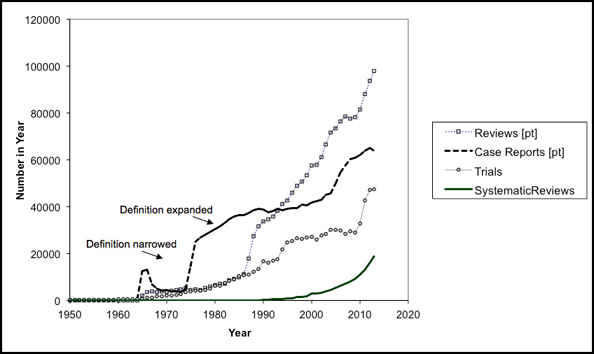 120000
100000
80000
60000
40000
20000
0
Number in Year
Definition expanded
Definition narrowed
1950 1960 1970 1980 1990 2000 2010 2020
Year
Reviews [pt]
Case Reports [pt]
Trials
SystematicReviews